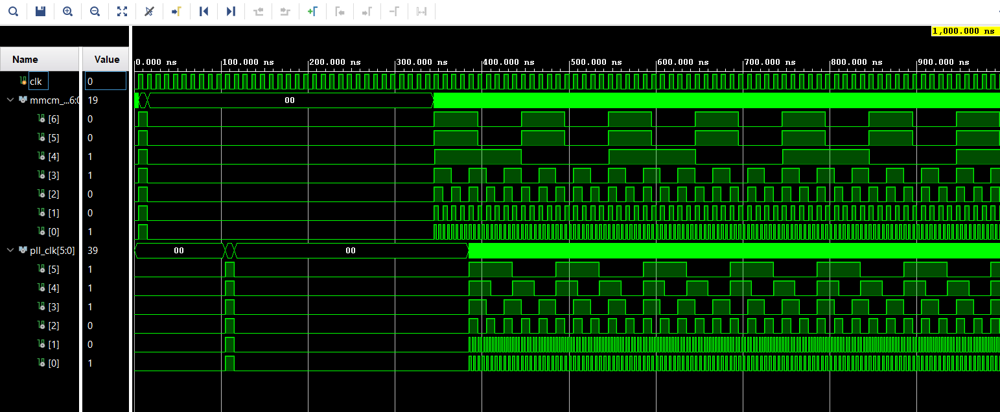 1,000.000 ns
Name Value
0.000 ns 100.000 ns 200.000 ns 300.000 ns 400.000 ns 500.000 ns 600.000 ns 700.000 ns 800.000 ns 900.000 ns
clk 0
mmcm_...6:0 19 00
[6] 0
[5] 0
[4] 1
[3] 1
[2] 0
[1] 0
[0] 1
pll_clk[5:0] 39 00 00
[5] 1
[4] 1
[3] 1
[2] 0
[1] 0
[0] 1